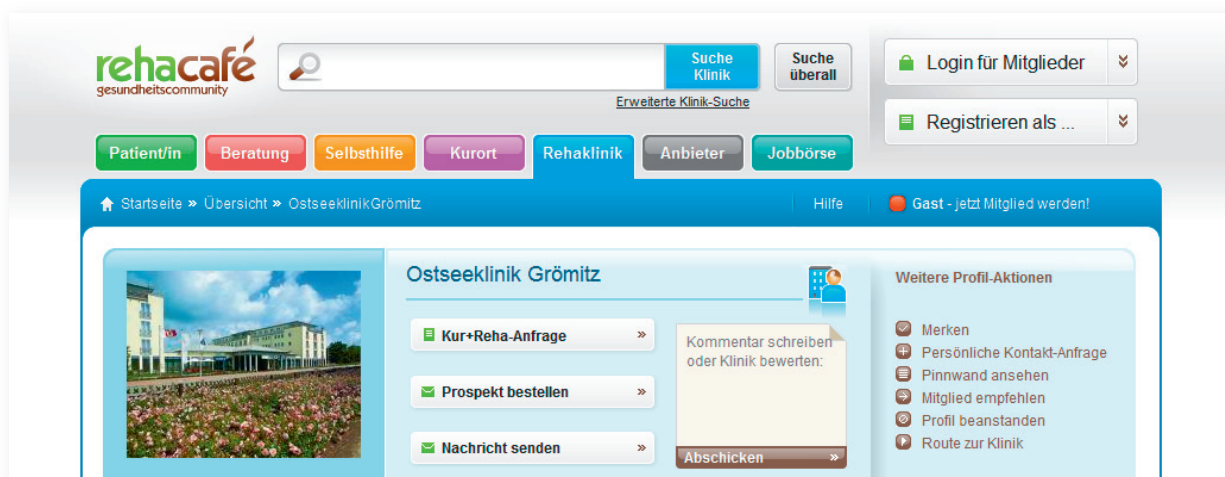 rehacafé
gesundheitscommunity
Suche
Klinik
Suche
überall
Erweiterte Klinik-Suche
Login für Mitglieder
Registrieren als ...
Patient/in
Beratung
Selbsthilfe
Kurort
Rehaklinik
Anbieter
Jobbörse
Startseite » Übersicht » OstseeklinikGrömitz
Hilfe
Gast - jetzt Mitglied werden!
Ostseeklinik Grömitz
Kur+Reha-Anfrage »
Prospekt bestellen »
Nachricht senden »
Kommentar schreiben
oder Klinik bewerten:
Abschicken »
Weitere Profil-Aktionen
Merken
Persönliche Kontakt-Anfrage
Pinnwand ansehen
Mitglied empfehlen
Profil beanstanden
Route zur Klinik